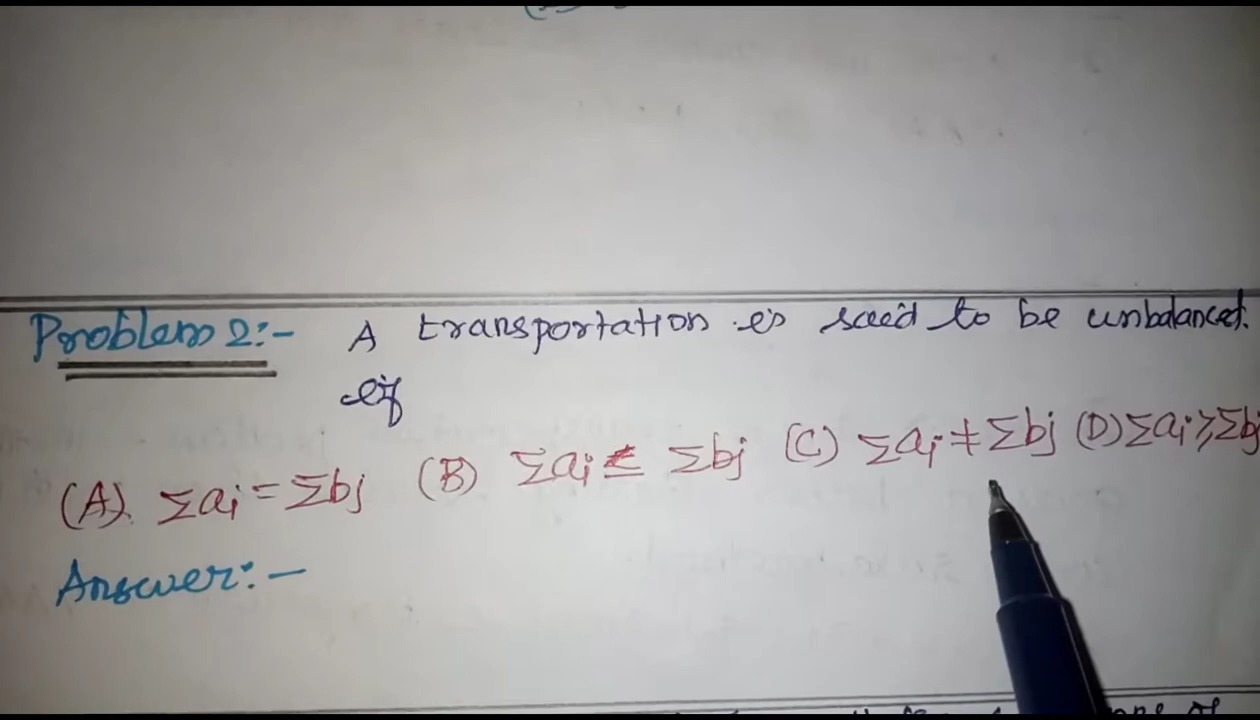 Problem 2:- A transportation is said to be unbalanced.
if
(A). Σai = Σbj (B) Σai ≤ Σbj (C) Σai ≠ Σbj (D) Σai ≥ Σbj
Answer:-